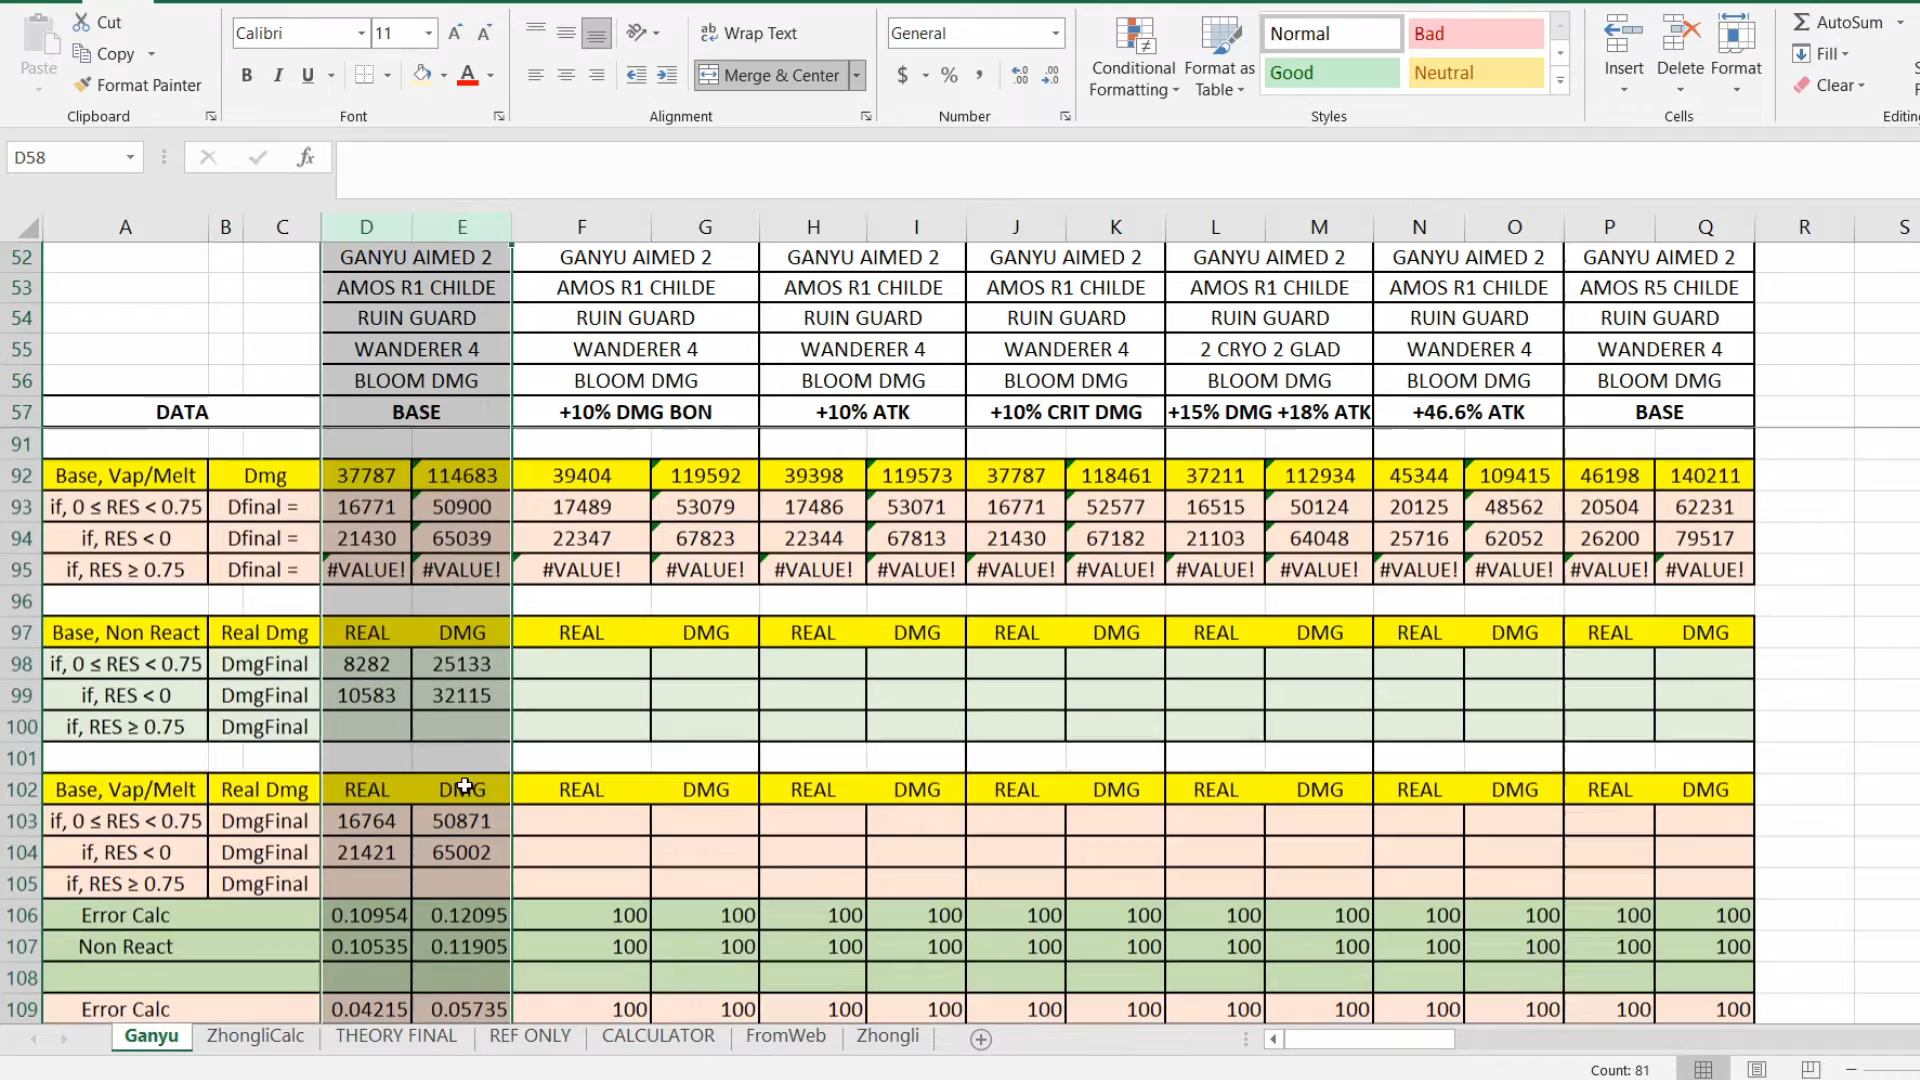 Paste
Cut
Copy
Format Painter
Clipboard
Calibri 11 A A
B I U A
Font
ab Wrap Text
Merge & Center
Alignment
General
$ % ,
Number
Conditional Formatting
Format as Table
Normal Bad
Good Neutral
Styles
Insert Delete Format
Cells
AutoSum
Fill
Clear
Editing
D58 fx
A B C D E F G H I J K L M N O P Q R S
52 GANYU AIMED 2 GANYU AIMED 2 GANYU AIMED 2 GANYU AIMED 2 GANYU AIMED 2 GANYU AIMED 2 GANYU AIMED 2
53 AMOS R1 CHILDE AMOS R1 CHILDE AMOS R1 CHILDE AMOS R1 CHILDE AMOS R1 CHILDE AMOS R1 CHILDE AMOS R5 CHILDE
54 RUIN GUARD RUIN GUARD RUIN GUARD RUIN GUARD RUIN GUARD RUIN GUARD RUIN GUARD
55 WANDERER 4 WANDERER 4 WANDERER 4 WANDERER 4 2 CRYO 2 GLAD WANDERER 4 WANDERER 4
56 BLOOM DMG BLOOM DMG BLOOM DMG BLOOM DMG BLOOM DMG BLOOM DMG BLOOM DMG
57 DATA BASE +10% DMG BON +10% ATK +10% CRIT DMG +15% DMG +18% ATK +46.6% ATK BASE
91
92 Base, Vap/Melt Dmg 37787 114683 39404 119592 39398 119573 37787 118461 37211 112934 45344 109415 46198 140211
93 if, 0 ≤ RES < 0.75 Dfinal = 16771 50900 17489 53079 17486 53071 16771 52577 16515 50124 20125 48562 20504 62231
94 if, RES < 0 Dfinal = 21430 65039 22347 67823 22344 67813 21430 67182 21103 64048 25716 62052 26200 79517
95 if, RES ≥ 0.75 Dfinal = #VALUE! #VALUE! #VALUE! #VALUE! #VALUE! #VALUE! #VALUE! #VALUE! #VALUE! #VALUE! #VALUE! #VALUE! #VALUE! #VALUE!
96
97 Base, Non React Real Dmg REAL DMG REAL DMG REAL DMG REAL DMG REAL DMG REAL DMG REAL DMG
98 if, 0 ≤ RES < 0.75 DmgFinal 8282 25133
99 if, RES < 0 DmgFinal 10583 32115
100 if, RES ≥ 0.75 DmgFinal
101
102 Base, Vap/Melt Real Dmg REAL DMG REAL DMG REAL DMG REAL DMG REAL DMG REAL DMG REAL DMG
103 if, 0 ≤ RES < 0.75 DmgFinal 16764 50871
104 if, RES < 0 DmgFinal 21421 65002
105 if, RES ≥ 0.75 DmgFinal
106 Error Calc 0.10954 0.12095 100 100 100 100 100 100 100 100 100 100 100 100
107 Non React 0.10535 0.11905 100 100 100 100 100 100 100 100 100 100 100 100
108
109 Error Calc 0.04215 0.05735 100 100 100 100 100 100 100 100 100 100 100 100
Ganyu ZhongliCalc THEORY FINAL REF ONLY CALCULATOR FromWeb Zhongli
Count: 81